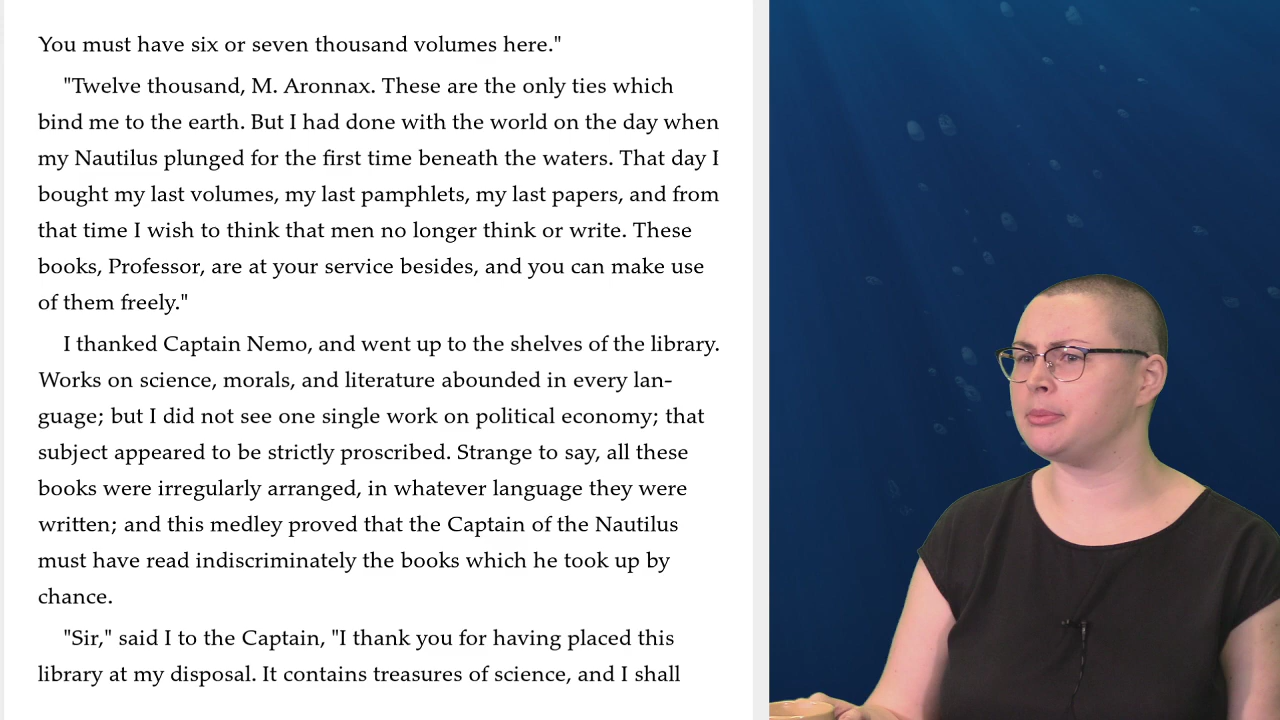 You must have six or seven thousand volumes here."
"Twelve thousand, M. Aronnax. These are the only ties which
bind me to the earth. But I had done with the world on the day when
my Nautilus plunged for the first time beneath the waters. That day I
bought my last volumes, my last pamphlets, my last papers, and from
that time I wish to think that men no longer think or write. These
books, Professor, are at your service besides, and you can make use
of them freely."
I thanked Captain Nemo, and went up to the shelves of the library.
Works on science, morals, and literature abounded in every lan-
guage; but I did not see one single work on political economy; that
subject appeared to be strictly proscribed. Strange to say, all these
books were irregularly arranged, in whatever language they were
written; and this medley proved that the Captain of the Nautilus
must have read indiscriminately the books which he took up by
chance.
"Sir," said I to the Captain, "I thank you for having placed this
library at my disposal. It contains treasures of science, and I shall